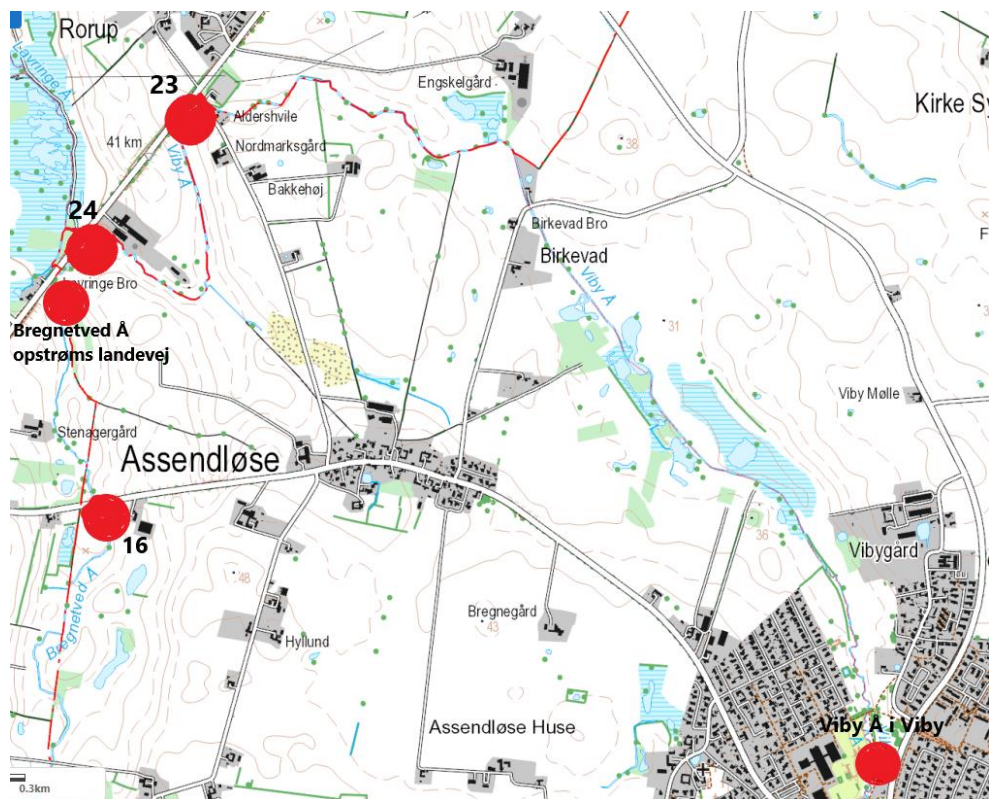 Rorup
Lavringe Å
23
Engskelgård
Kirke Sy
Aldershvile
38
41 km
Viby Å
Nordmarksgård
Bakkehøj
24
Birkevad Bro
Birkevad
Viby Å
Bregnetved Å
opstrøms landevej
31
Viby Mølle
Stenagergård
Assendløse
16
36
Vibygård
48
Bregnetved Å
Bregnegård
43
Hyllund
Assendløse Huse
Viby Å i Viby
0.3km